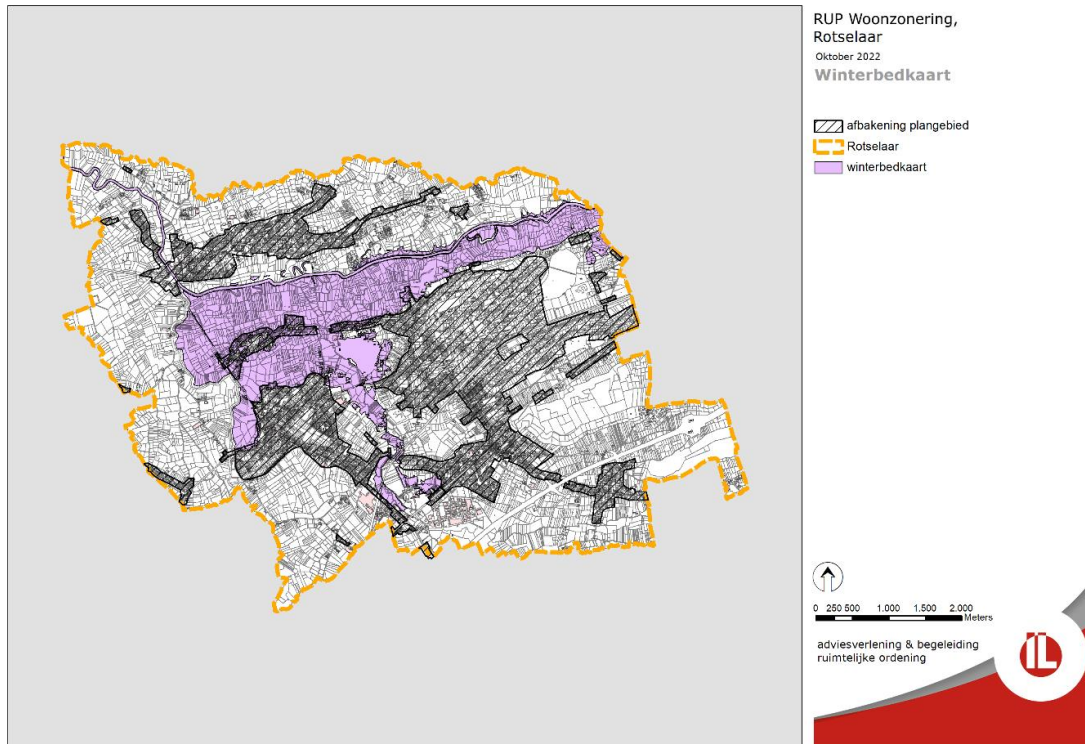 RUP Woonzonering,
Rotselaar
Oktober 2022
Winterbedkaart
afbakening plangebied
Rotselaar
winterbedkaart
0 250 500 1.000 1.500 2.000
Meters
adviesverlening & begeleiding
ruimtelijke ordening
IL